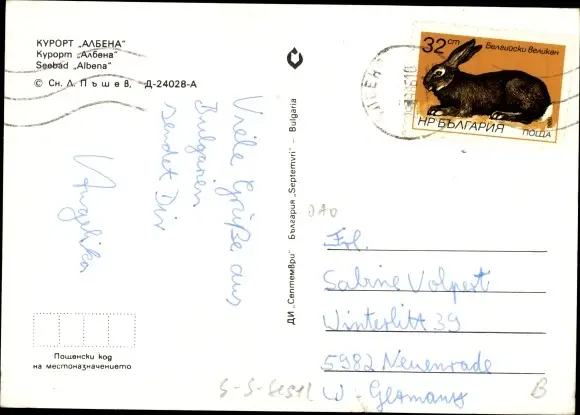 КУРОРТ „АЛБЕНА“
Курорт „Албена“
Seebad „Albena“
© Сн. Л. Пъшев, Д-24028-А
Viele Grüße aus
Bulgarien
sendet Dir
Angelika
Пощенски код
на местоназначението
ДИ „Септември“ – България „Septemvri“ – Bulgaria
32 ст
Белгийски великан
НР БЪЛГАРИЯ
ПОЩА
Frl.
Sabine Volpert
Winterlitt 39
5982 Neuenrade
W-Germany
B